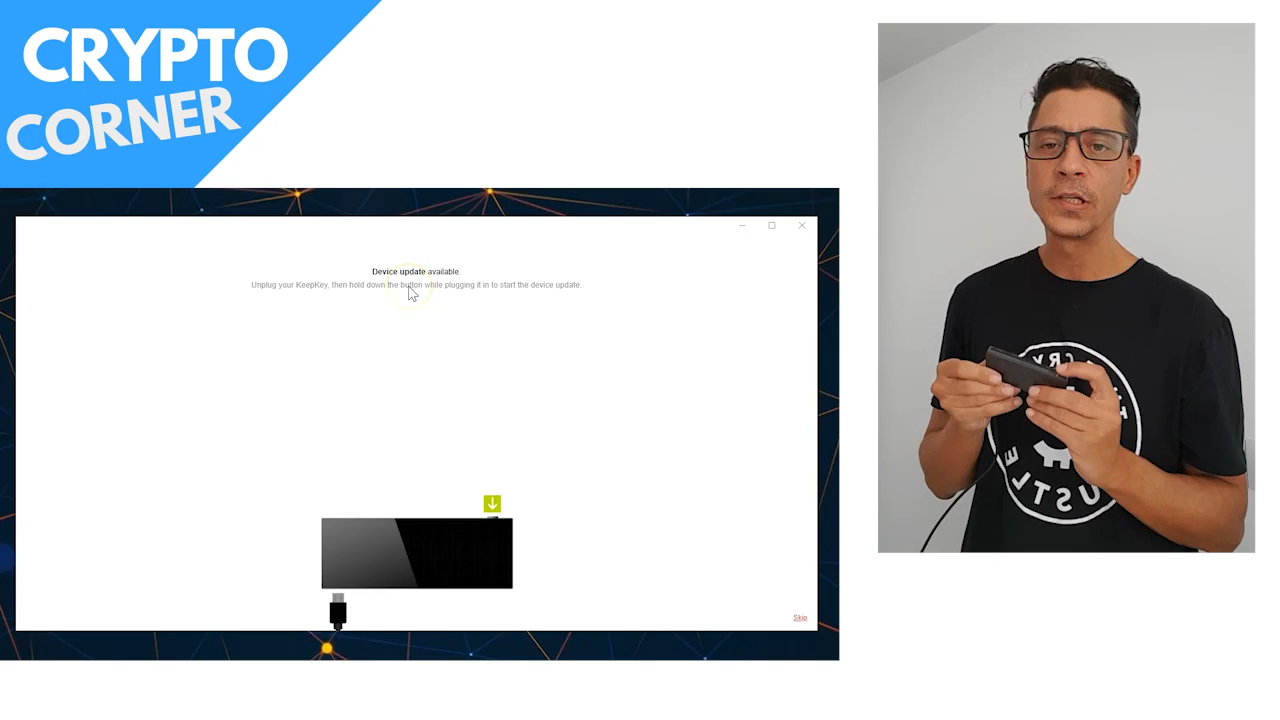 CRYPTO
CORNER
Device update available.
Unplug your KeepKey, then hold down the button while plugging it in to start the device update.
Skip